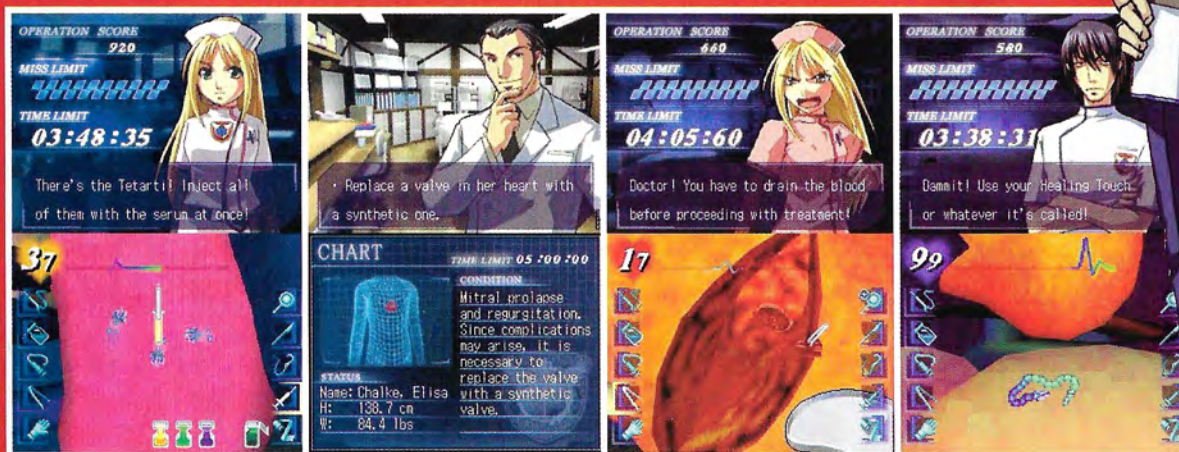 OPERATION SCORE
920
MISS LIMIT
TIME LIMIT
03:48:35
There's the Tetarti! Inject all
of them with the serum at once!
37
· Replace a valve in her heart with
a synthetic one.
CHART
TIME LIMIT 05:00:00
CONDITION
Mitral prolapse
and regurgitation.
Since complications
may arise, it is
necessary to
replace the valve
with a synthetic
valve.
STATUS
Name: Chalke, Elisa
H: 138.7 cm
W: 84.4 lbs
OPERATION SCORE
660
MISS LIMIT
TIME LIMIT
04:05:60
Doctor! You have to drain the blood
before proceeding with treatment!
17
OPERATION SCORE
580
MISS LIMIT
TIME LIMIT
03:38:31
Dammit! Use your Healing Touch
or whatever it's called!
99